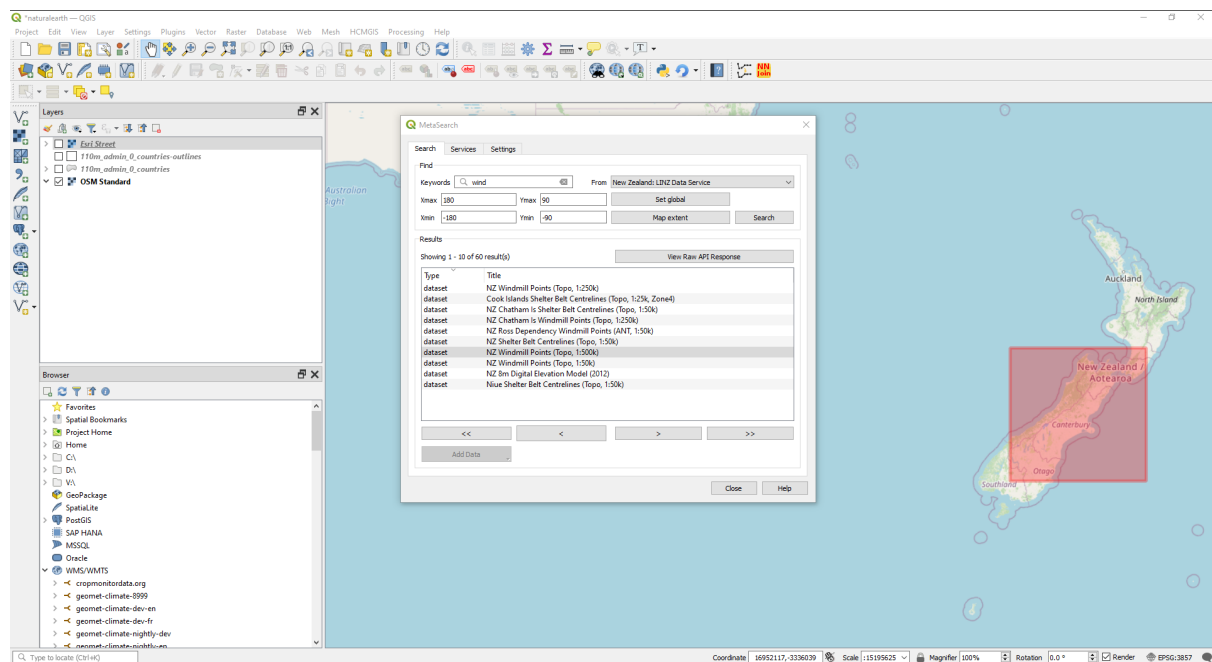 *naturalearth — QGIS
Project Edit View Layer Settings Plugins Vector Raster Database Web Mesh HCMGIS Processing Help
NN
join
Layers
Esri Street
110m_admin_0_countries-outlines
110m_admin_0_countries
OSM Standard
Browser
Favorites
Spatial Bookmarks
Project Home
Home
C:\
D:\
V:\
GeoPackage
SpatiaLite
PostGIS
SAP HANA
MSSQL
Oracle
WMS/WMTS
cropmonitordata.org
geomet-climate-8999
geomet-climate-dev-en
geomet-climate-dev-fr
geomet-climate-nightly-dev
geomet-climate-nightly-en
Australian
Bight
MetaSearch
Search Services Settings
Find
Keywords wind From New Zealand: LINZ Data Service
Xmax 180 Ymax 90 Set global
Xmin -180 Ymin -90 Map extent Search
Results
Showing 1 - 10 of 60 result(s) View Raw API Response
Type Title
dataset NZ Windmill Points (Topo, 1:250k)
dataset Cook Islands Shelter Belt Centrelines (Topo, 1:25k, Zone4)
dataset NZ Chatham Is Shelter Belt Centrelines (Topo, 1:50k)
dataset NZ Chatham Is Windmill Points (Topo, 1:250k)
dataset NZ Ross Dependency Windmill Points (ANT, 1:50k)
dataset NZ Shelter Belt Centrelines (Topo, 1:50k)
dataset NZ Windmill Points (Topo, 1:500k)
dataset NZ Windmill Points (Topo, 1:50k)
dataset NZ 8m Digital Elevation Model (2012)
dataset Niue Shelter Belt Centrelines (Topo, 1:50k)
<< < > >>
Add Data
Close Help
Auckland
North Island
New Zealand /
Aotearoa
Canterbury
Otago
Southland
Type to locate (Ctrl+K) Coordinate 16952117,-3336039 Scale :15195625 Magnifier 100% Rotation 0.0 ° Render EPSG:3857